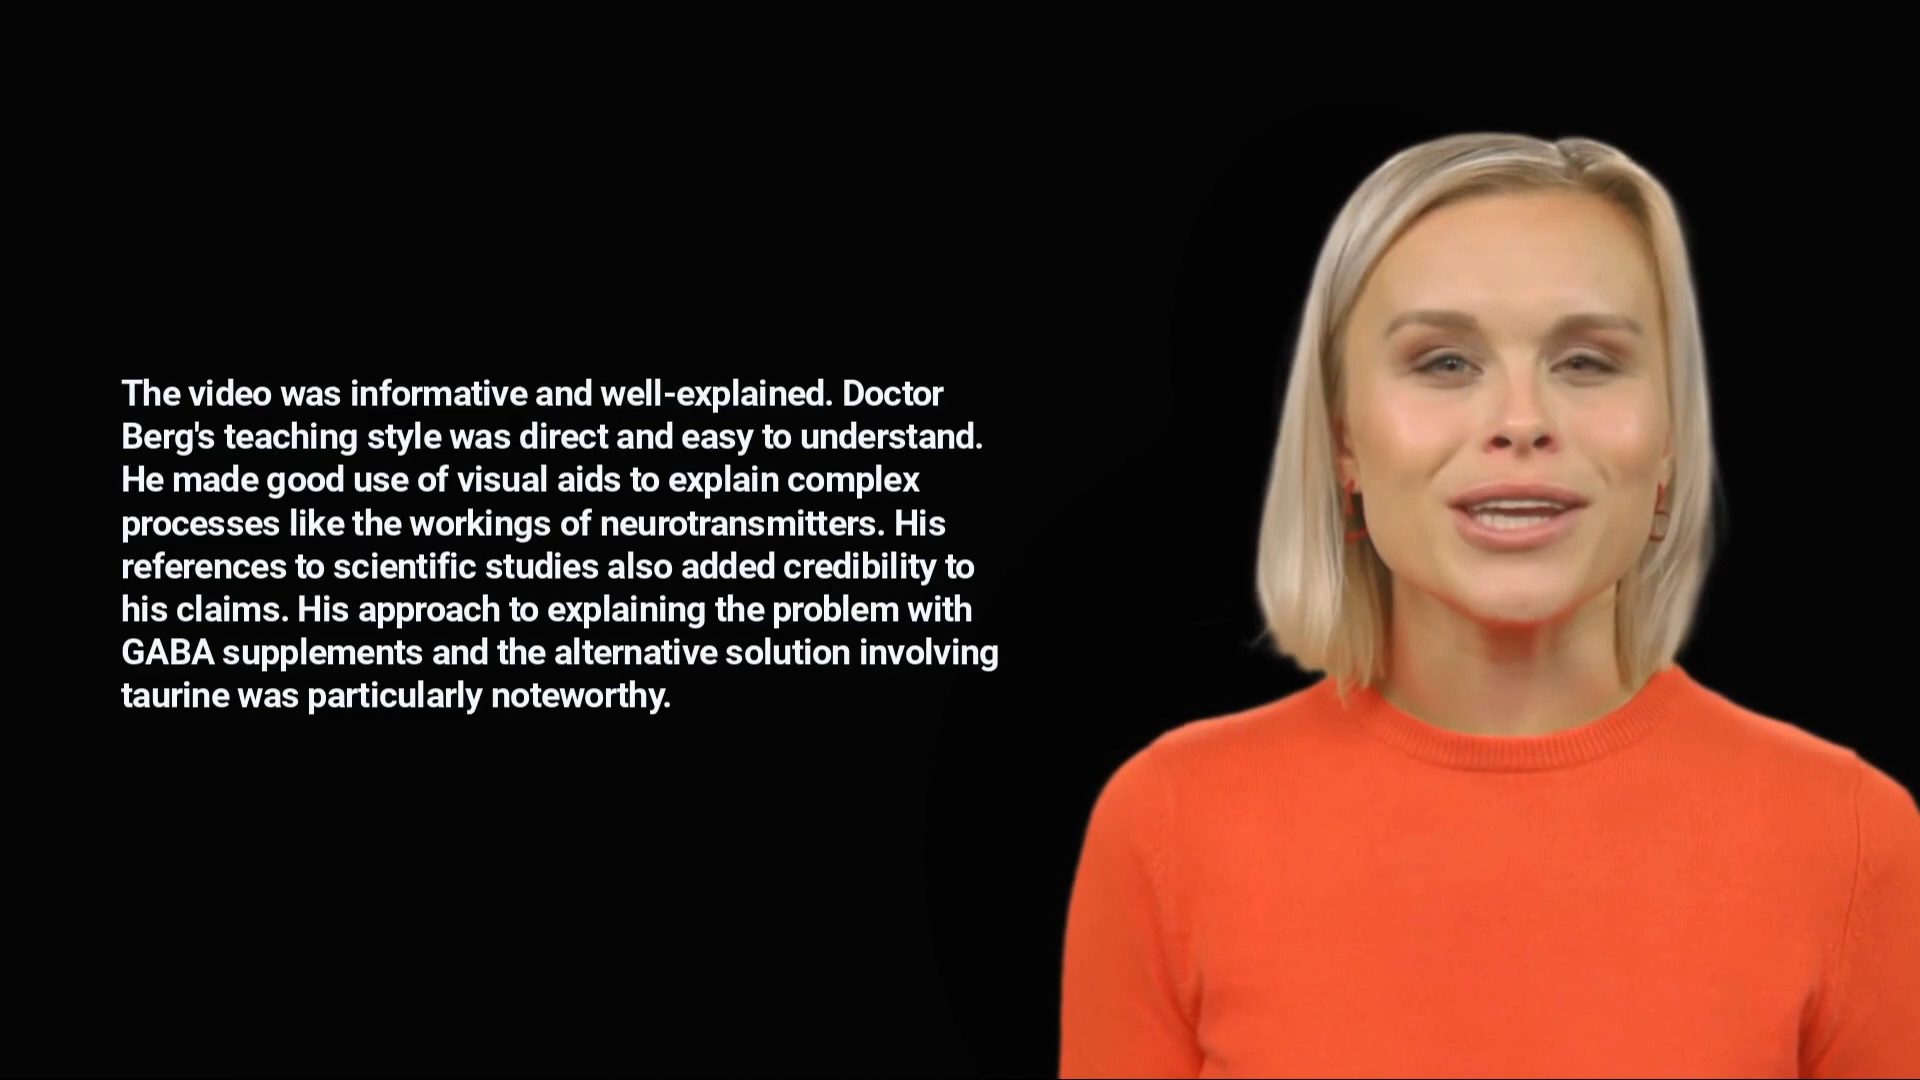 The video was informative and well-explained. Doctor
Berg's teaching style was direct and easy to understand.
He made good use of visual aids to explain complex
processes like the workings of neurotransmitters. His
references to scientific studies also added credibility to
his claims. His approach to explaining the problem with
GABA supplements and the alternative solution involving
taurine was particularly noteworthy.